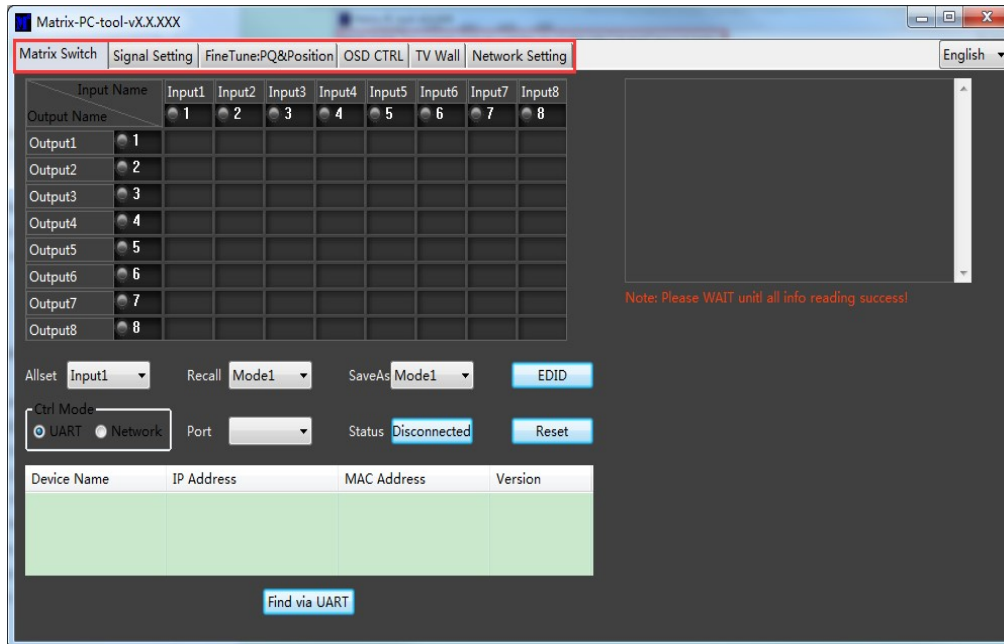 Matrix-PC-tool-vX.X.XXX
Matrix Switch Signal Setting FineTune:PQ&Position OSD CTRL TV Wall Network Setting English
Input Name Input1 Input2 Input3 Input4 Input5 Input6 Input7 Input8
Output Name 1 2 3 4 5 6 7 8
Output1 1
Output2 2
Output3 3
Output4 4
Output5 5
Output6 6
Output7 7
Output8 8
Note: Please WAIT unitl all info reading success!
Allset Input1 Recall Mode1 SaveAs Mode1 EDID
Ctrl Mode
UART Network Port Status Disconnected Reset
Device Name IP Address MAC Address Version
Find via UART